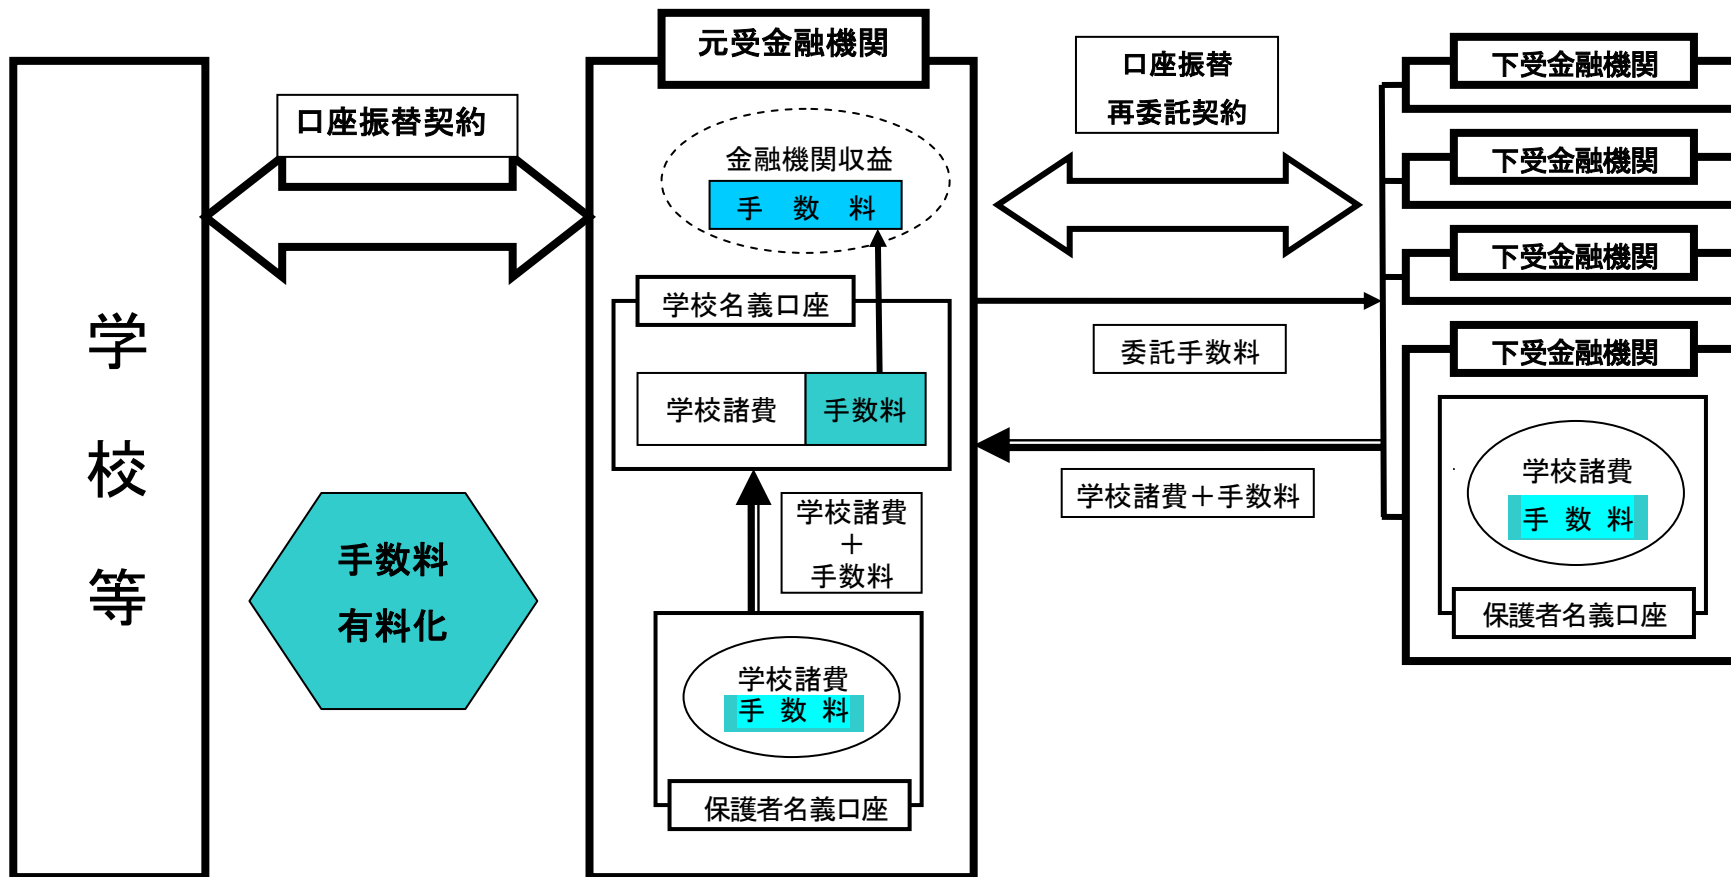 学
校
等
口座振替契約
手数料
有料化
元受金融機関
金融機関収益
手 数 料
学校名義口座
学校諸費
手数料
学校諸費
＋
手数料
学校諸費
手 数 料
保護者名義口座
口座振替
再委託契約
委託手数料
学校諸費＋手数料
下受金融機関
下受金融機関
下受金融機関
下受金融機関
学校諸費
手 数 料
保護者名義口座